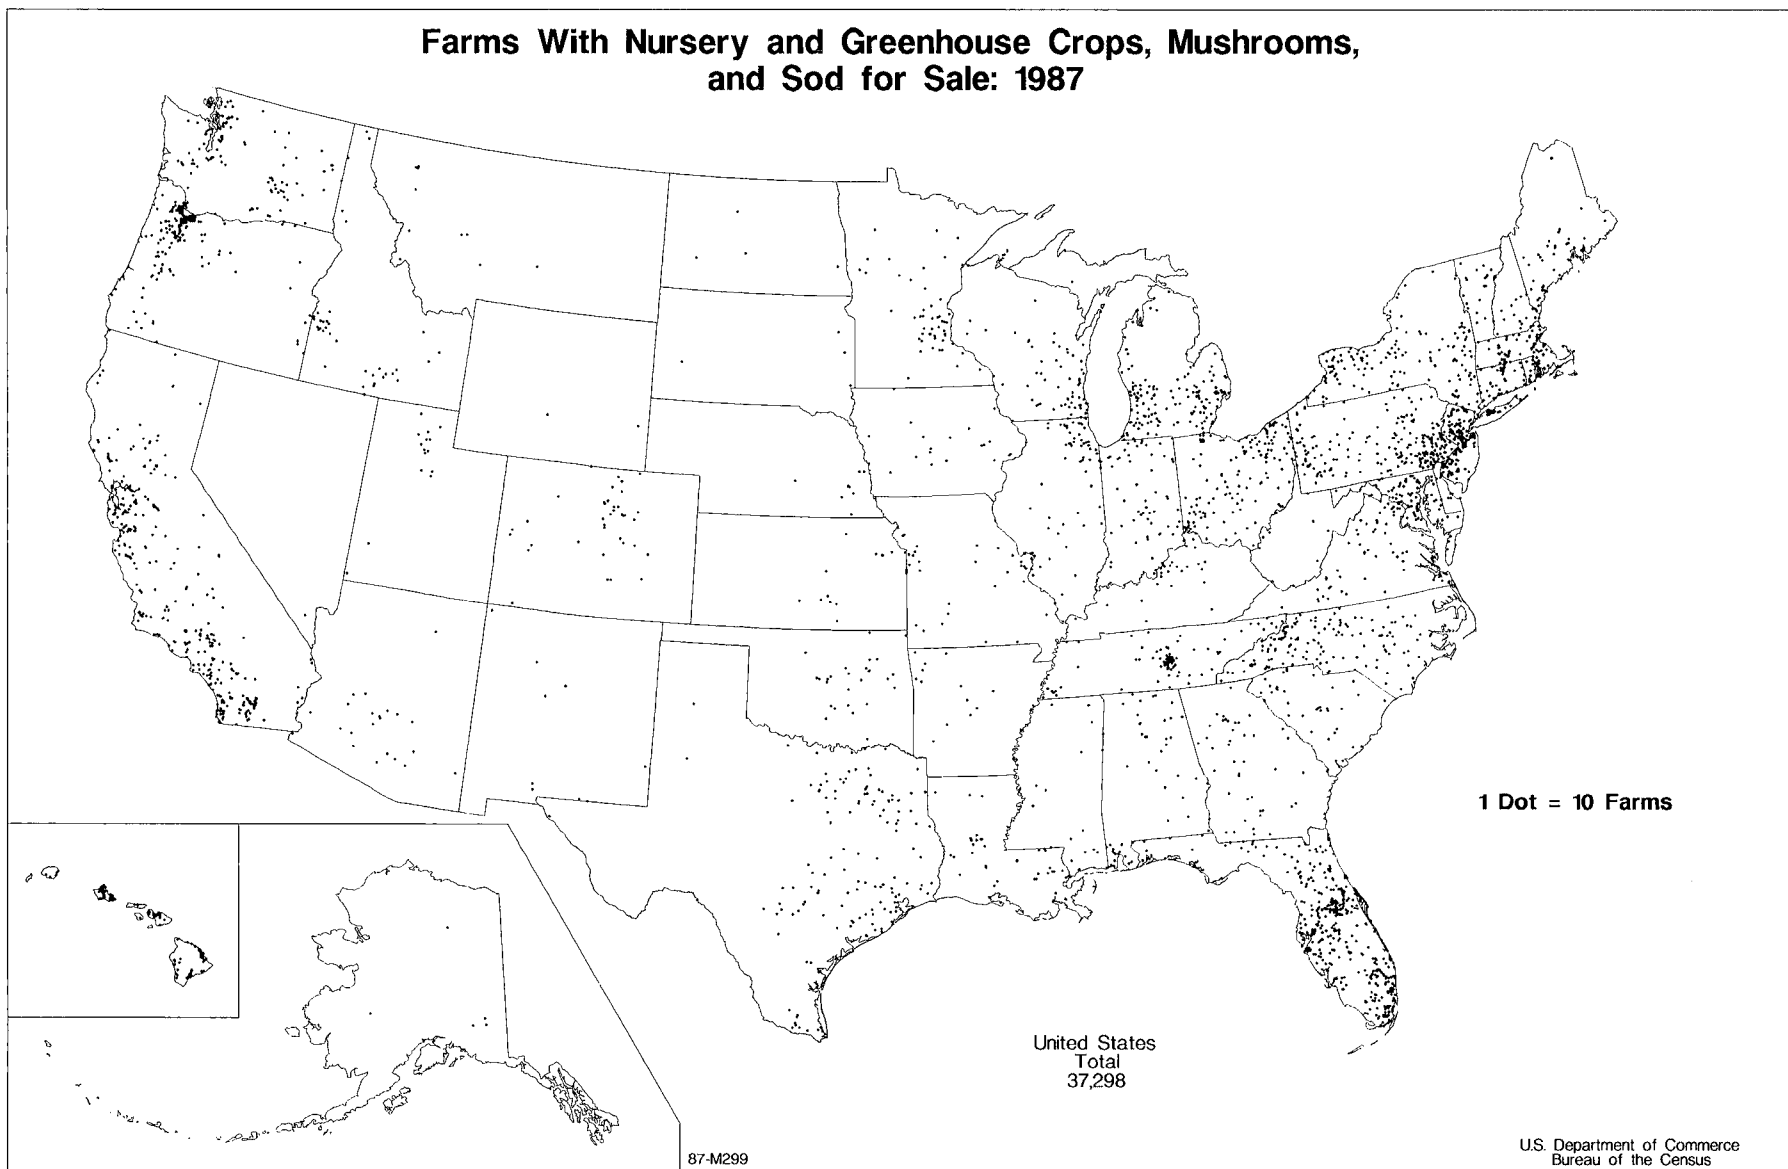 Farms With Nursery and Greenhouse Crops, Mushrooms,
and Sod for Sale: 1987
1 Dot = 10 Farms
United States
Total
37,298
87-M299
U.S. Department of Commerce
Bureau of the Census